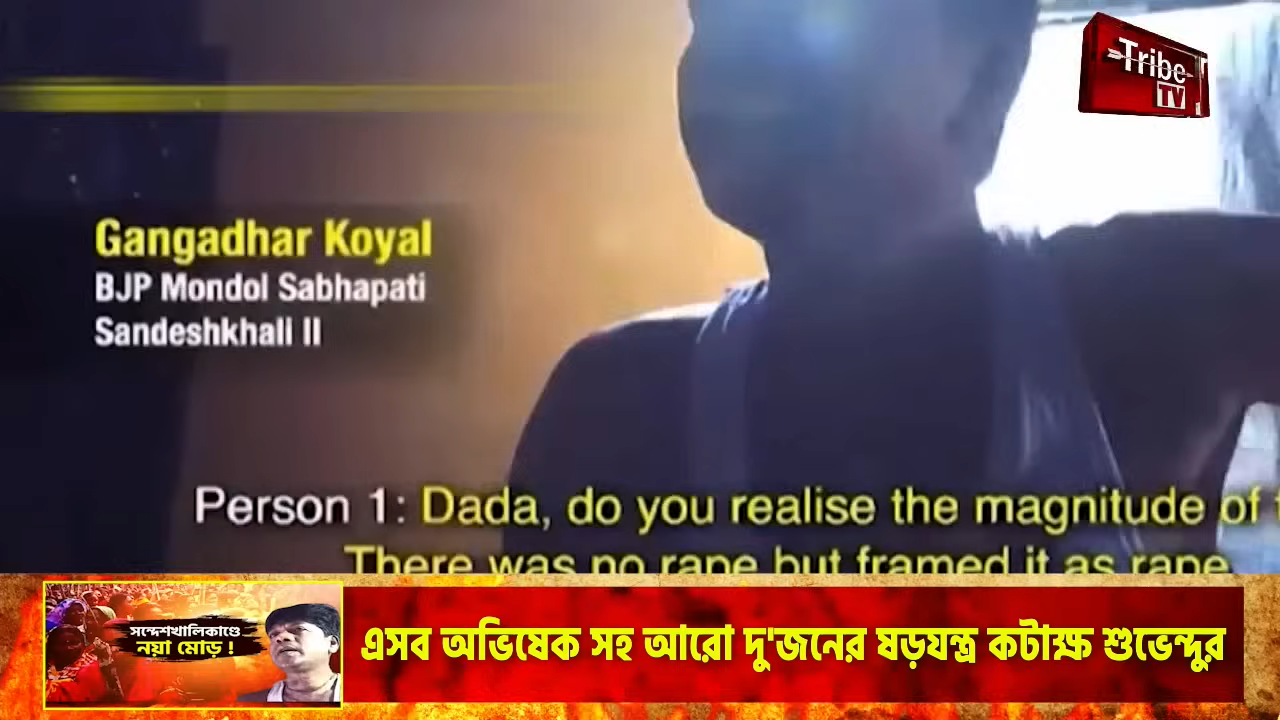 Tribe
TV
Gangadhar Koyal
BJP Mondol Sabhapati
Sandeshkhali II
Person 1: Dada, do you realise the magnitude of
There was no rape but framed it as rape
সন্দেশখালিকাণ্ডে
নয়া মোড় !
এসব অভিষেক সহ আরো দু'জনের ষড়যন্ত্র কটাক্ষ শুভেন্দুর